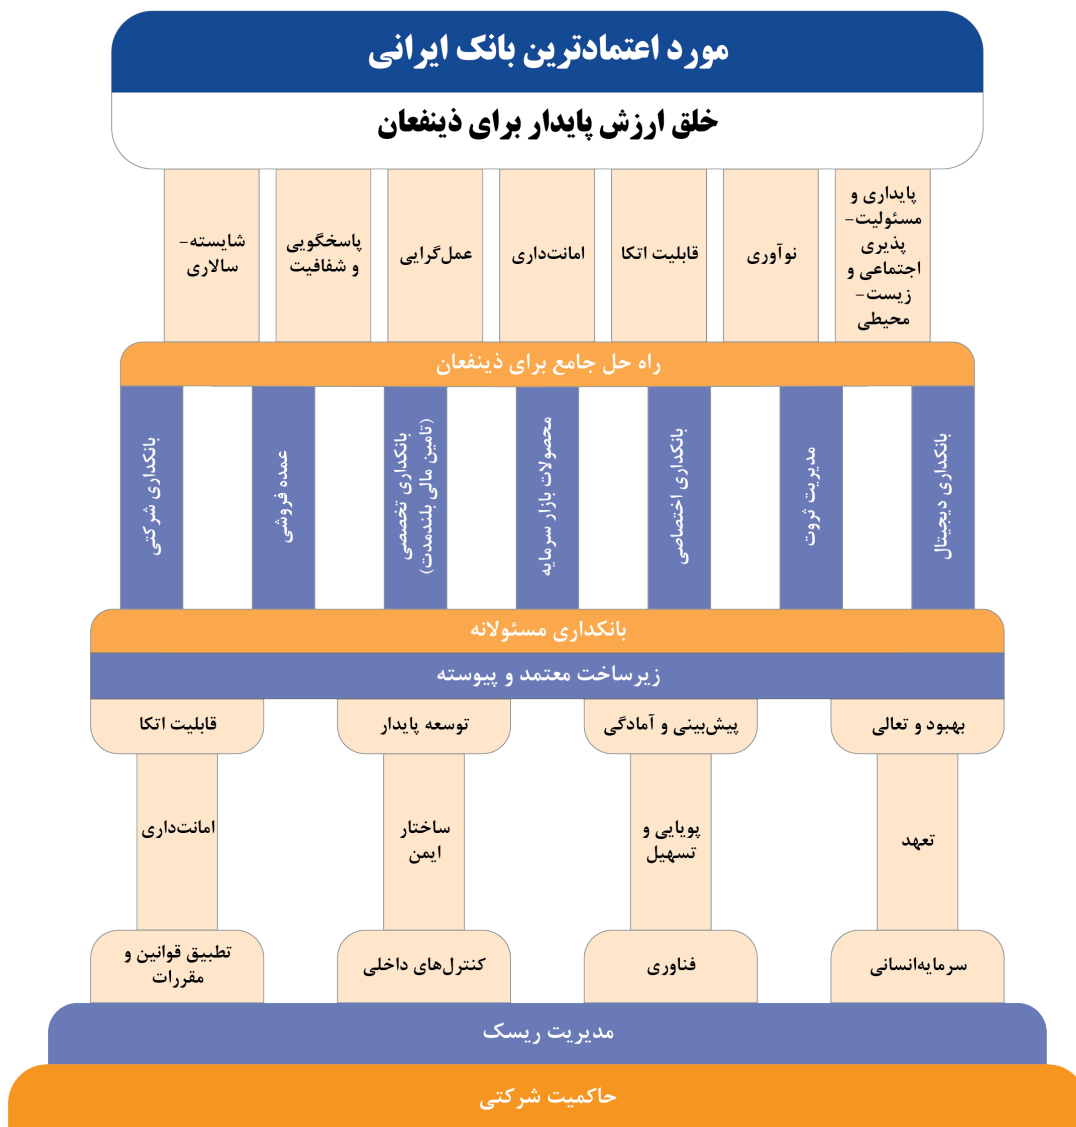 مورد اعتمادترین بانک ایرانی
خلق ارزش پایدار برای ذینفعان
پایداری و
مسئولیت-
پذیری
اجتماعی و
زیست-
محیطی
نوآوری
قابلیت اتکا
امانت‌داری
عمل‌گرایی
پاسخگویی
و شفافیت
شایسته-
سالاری
راه حل جامع برای ذینفعان
بانکداری دیجیتال
مدیریت ثروت
بانکداری اختصاصی
محصولات بازار سرمایه
بانکداری تخصصی
(تامین مالی بلندمدت)
عمده فروشی
بانکداری شرکتی
بانکداری مسئولانه
زیرساخت معتمد و پیوسته
بهبود و تعالی
پیش‌بینی و آمادگی
توسعه پایدار
قابلیت اتکا
تعهد
پویایی و
تسهیل
ساختار
ایمن
امانت‌داری
سرمایه‌انسانی
فناوری
کنترل‌های داخلی
تطبیق قوانین و
مقررات
مدیریت ریسک
حاکمیت شرکتی